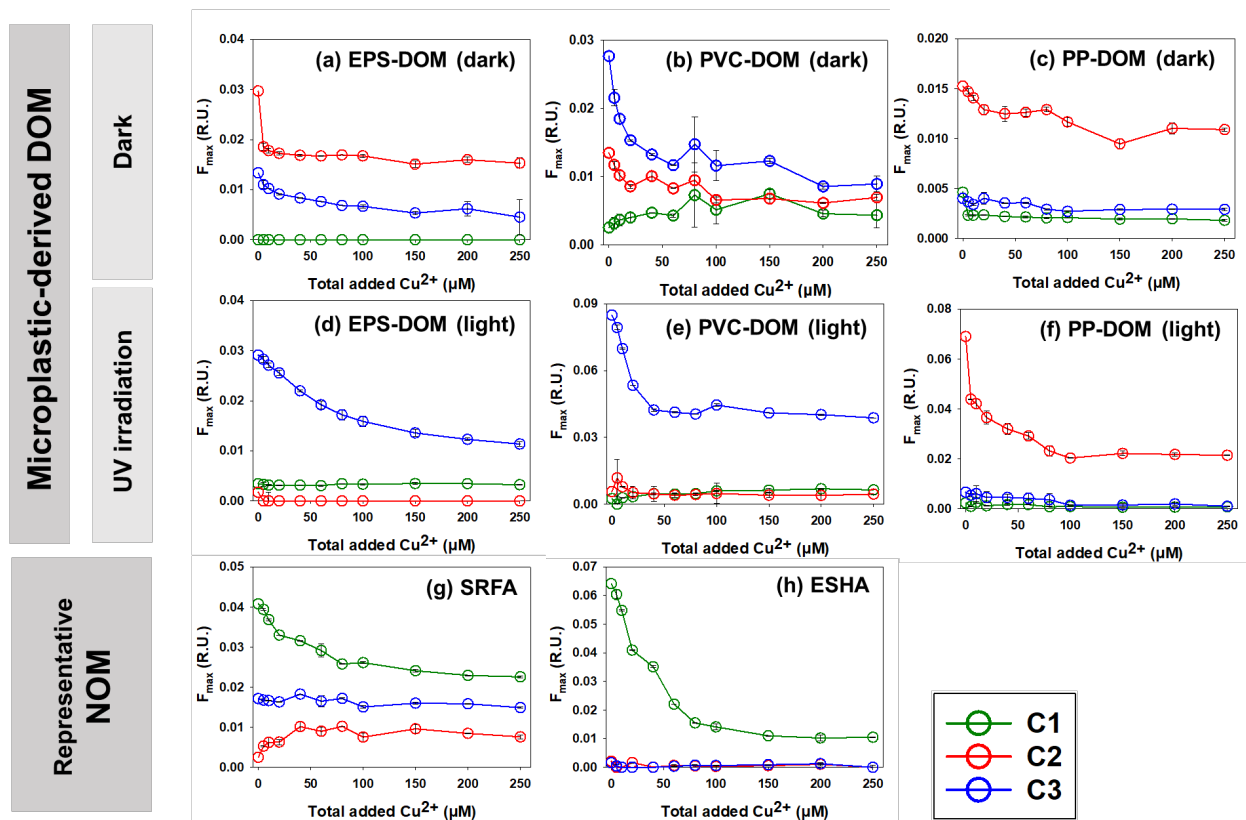 Microplastic-derived DOM
Dark
UV irradiation
Representative
NOM
(a) EPS-DOM (dark)
F_max (R.U.)
0.04
0.03
0.02
0.01
0.00
0 50 100 150 200 250
Total added Cu²⁺ (µM)
(b) PVC-DOM (dark)
F_max (R.U.)
0.03
0.02
0.01
0.00
0 50 100 150 200 250
Total added Cu²⁺ (µM)
(c) PP-DOM (dark)
F_max (R.U.)
0.020
0.015
0.010
0.005
0.000
0 50 100 150 200 250
Total added Cu²⁺ (µM)
(d) EPS-DOM (light)
F_max (R.U.)
0.04
0.03
0.02
0.01
0.00
0 50 100 150 200 250
Total added Cu²⁺ (µM)
(e) PVC-DOM (light)
F_max (R.U.)
0.09
0.06
0.03
0.00
0 50 100 150 200 250
Total added Cu²⁺ (µM)
(f) PP-DOM (light)
F_max (R.U.)
0.08
0.06
0.04
0.02
0.00
0 50 100 150 200 250
Total added Cu²⁺ (µM)
(g) SRFA
F_max (R.U.)
0.05
0.04
0.03
0.02
0.01
0.00
0 50 100 150 200 250
Total added Cu²⁺ (µM)
(h) ESHA
F_max (R.U.)
0.07
0.06
0.05
0.04
0.03
0.02
0.01
0.00
0 50 100 150 200 250
Total added Cu²⁺ (µM)
C1
C2
C3